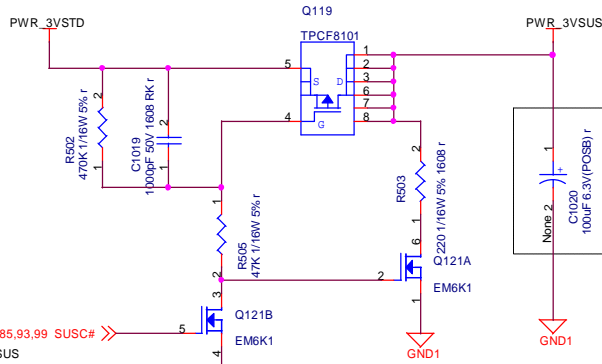 Q119
PWR_3VSTD
PWR_3VSUS
TPCF8101
5
S
D
1
2
3
6
7
8
4
G
2
R502
470K 1/16W 5% r
1
2
C1019
1000pF 50V 1608 RK r
1
2
R503
220 1/16W 5% 1608 r
1
1
+
C1020
100uF 6.3V(POSB) r
None
2
1
R505
47K 1/16W 5% r
2
6
Q121A
2
EM6K1
1
3
Q121B
85,93,99 SUSC#
5
EM6K1
SUS
4
GND1
GND1